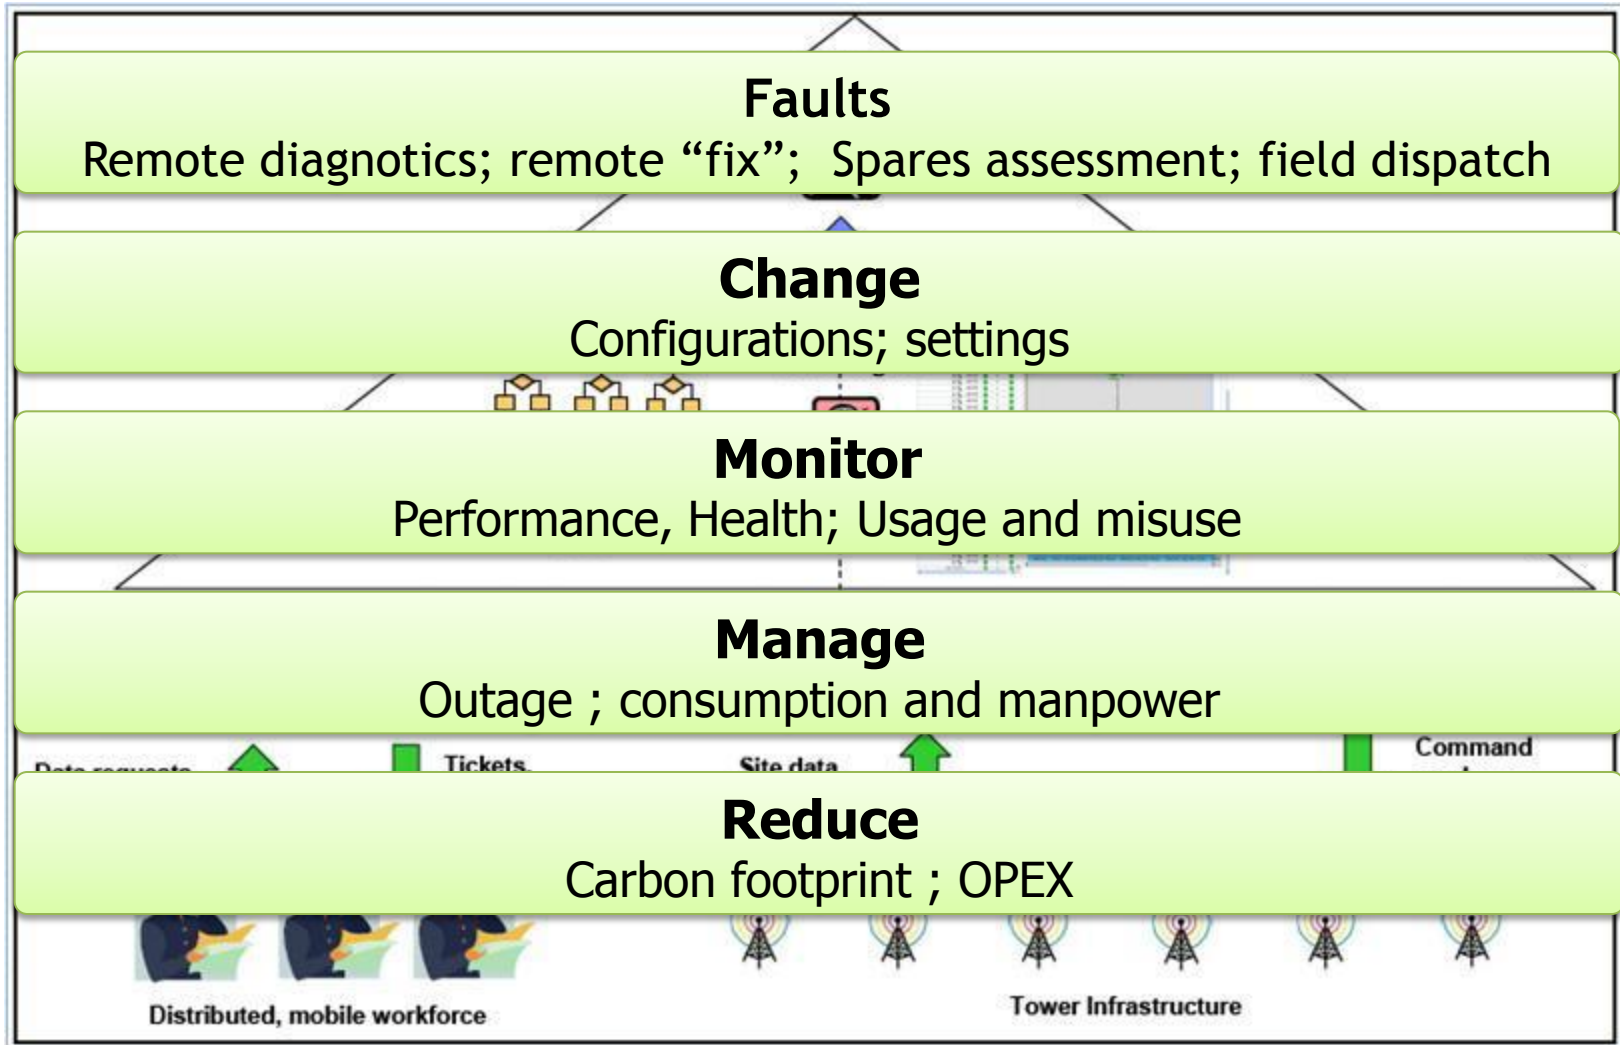 Faults
Remote diagnotics; remote “fix”; Spares assessment; field dispatch
Change
Configurations; settings
Monitor
Performance, Health; Usage and misuse
Manage
Outage ; consumption and manpower
Tickets,
Site data
Command
Reduce
Carbon footprint ; OPEX
Distributed, mobile workforce
Tower Infrastructure